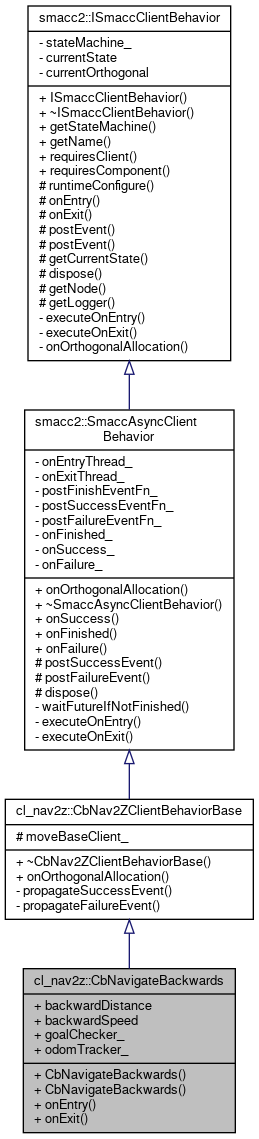 smacc2::ISmaccClientBehavior
- stateMachine_
- currentState
- currentOrthogonal
+ ISmaccClientBehavior()
+ ~ISmaccClientBehavior()
+ getStateMachine()
+ getName()
+ requiresClient()
+ requiresComponent()
# runtimeConfigure()
# onEntry()
# onExit()
# postEvent()
# postEvent()
# getCurrentState()
# dispose()
# getNode()
# getLogger()
- executeOnEntry()
- executeOnExit()
- onOrthogonalAllocation()
smacc2::SmaccAsyncClient
Behavior
- onEntryThread_
- onExitThread_
- postFinishEventFn_
- postSuccessEventFn_
- postFailureEventFn_
- onFinished_
- onSuccess_
- onFailure_
+ onOrthogonalAllocation()
+ ~SmaccAsyncClientBehavior()
+ onSuccess()
+ onFinished()
+ onFailure()
# postSuccessEvent()
# postFailureEvent()
# dispose()
- waitFutureIfNotFinished()
- executeOnEntry()
- executeOnExit()
cl_nav2z::CbNav2ZClientBehaviorBase
# moveBaseClient_
+ ~CbNav2ZClientBehaviorBase()
+ onOrthogonalAllocation()
- propagateSuccessEvent()
- propagateFailureEvent()
cl_nav2z::CbNavigateBackwards
+ backwardDistance
+ backwardSpeed
+ goalChecker_
+ odomTracker_
+ CbNavigateBackwards()
+ CbNavigateBackwards()
+ onEntry()
+ onExit()